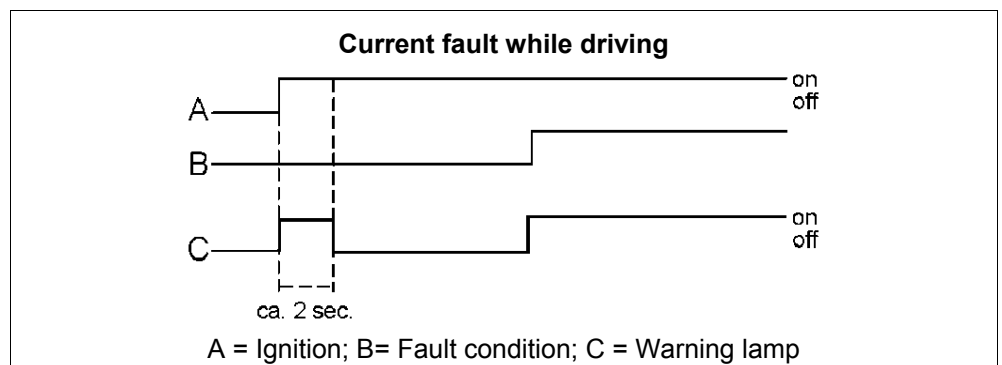 Current fault while driving
A
on
off
B
C
on
off
ca. 2 sec.
A = Ignition; B= Fault condition; C = Warning lamp